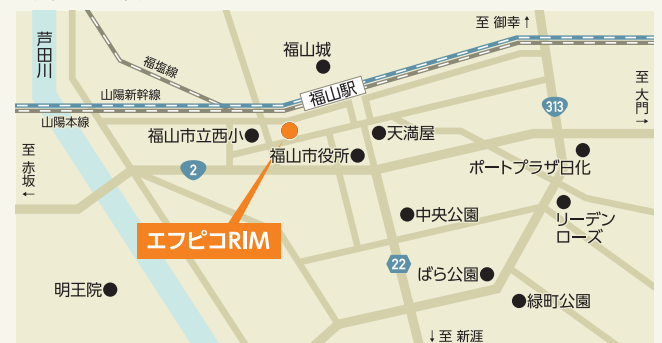 至 御幸↑
芦田川
福山城
福塩線
至 大門→
山陽新幹線
福山駅
313
山陽本線
福山市立西小
天満屋
至 赤坂←
福山市役所
ポートプラザ日化
2
中央公園
リーデン
ローズ
エフピコRiM
22
ばら公園
明王院
緑町公園
↓至 新涯